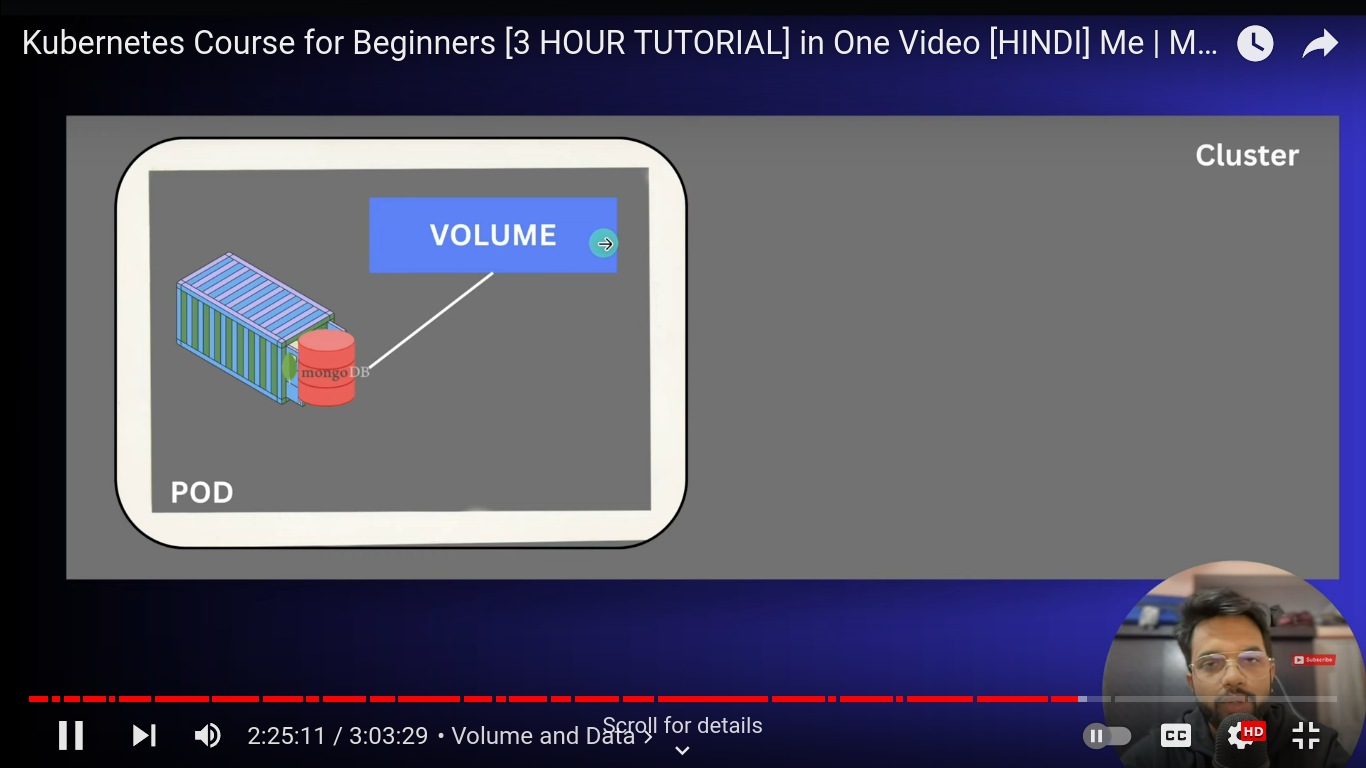 Kubernetes Course for Beginners [3 HOUR TUTORIAL] in One Video [HINDI] Me | M...
Cluster
VOLUME
mongoDB
POD
Subscribe
2:25:11 / 3:03:29 • Volume and Data
Scroll for details
CC
HD